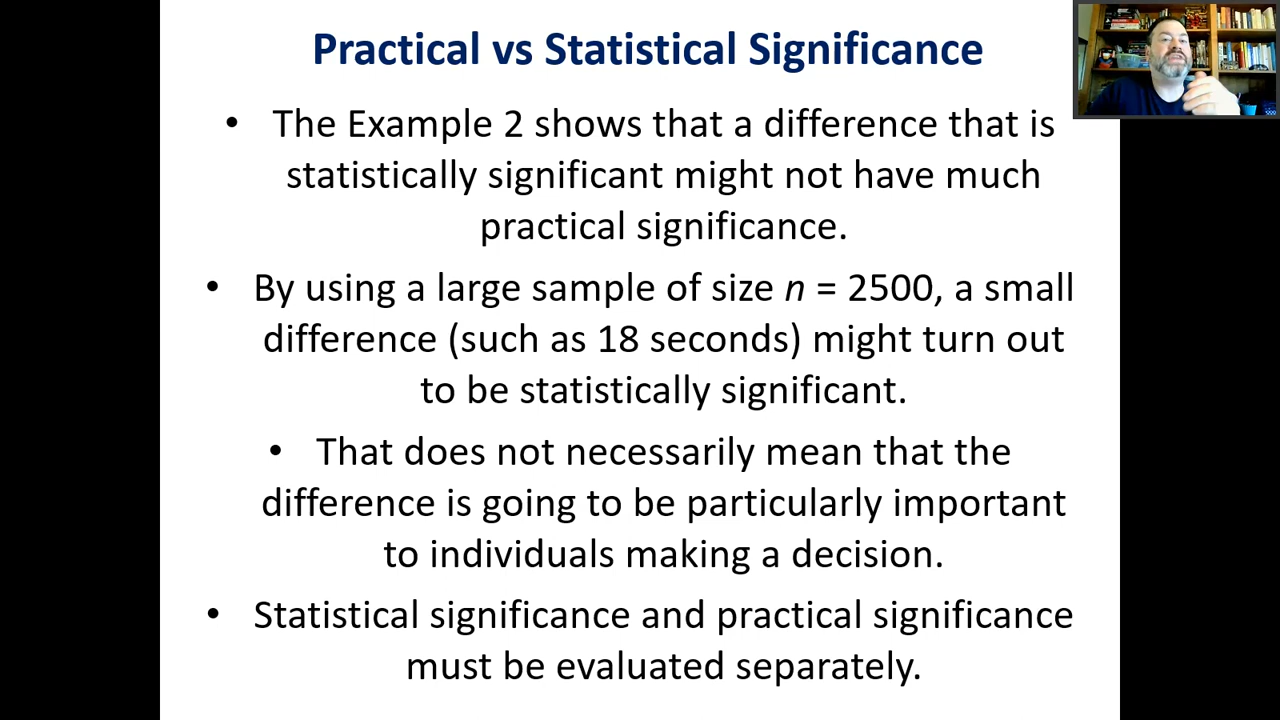 Practical vs Statistical Significance
• The Example 2 shows that a difference that is
statistically significant might not have much
practical significance.
• By using a large sample of size n = 2500, a small
difference (such as 18 seconds) might turn out
to be statistically significant.
• That does not necessarily mean that the
difference is going to be particularly important
to individuals making a decision.
• Statistical significance and practical significance
must be evaluated separately.